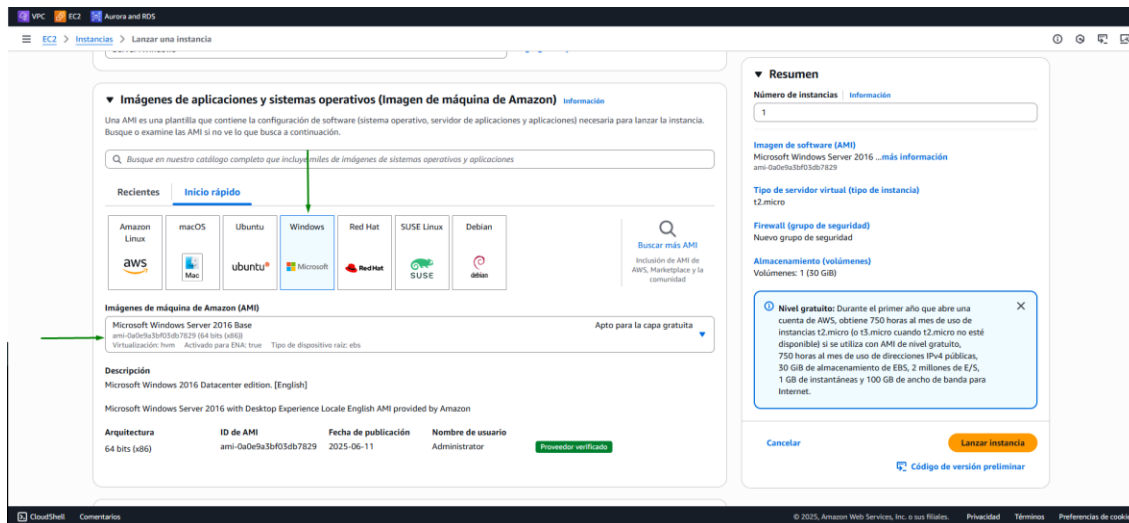 VPC EC2 Aurora and RDS
EC2 > Instancias > Lanzar una instancia
Imágenes de aplicaciones y sistemas operativos (Imagen de máquina de Amazon) Información
Una AMI es una plantilla que contiene la configuración de software (sistema operativo, servidor de aplicaciones y aplicaciones) necesaria para lanzar la instancia.
Busque o examine las AMI si no ve lo que busca a continuación.
Busque en nuestro catálogo completo que incluye miles de imágenes de sistemas operativos y aplicaciones
Recientes Inicio rápido
Amazon Linux
aws
macOS
Mac
Ubuntu
ubuntu
Windows
Microsoft
Red Hat
Red Hat
SUSE Linux
SUSE
Debian
debian
Buscar más AMI
Inclusión de AMI de
AWS, Marketplace y la
comunidad
Imágenes de máquina de Amazon (AMI)
Microsoft Windows Server 2016 Base Apto para la capa gratuita
ami-0a0e9a3bf03db7829 (64 bits (x86))
Virtualización: hvm Activado para ENA: true Tipo de dispositivo raíz: ebs
Descripción
Microsoft Windows 2016 Datacenter edition. [English]
Microsoft Windows Server 2016 with Desktop Experience Locale English AMI provided by Amazon
Arquitectura ID de AMI Fecha de publicación Nombre de usuario
64 bits (x86) ami-0a0e9a3bf03db7829 2025-06-11 Administrator Proveedor verificado
Resumen
Número de instancias Información
1
Imagen de software (AMI)
Microsoft Windows Server 2016 ...más información
ami-0a0e9a3bf03db7829
Tipo de servidor virtual (tipo de instancia)
t2.micro
Firewall (grupo de seguridad)
Nuevo grupo de seguridad
Almacenamiento (volúmenes)
Volúmenes: 1 (30 GiB)
Nivel gratuito: Durante el primer año que abre una
cuenta de AWS, obtiene 750 horas al mes de uso de
instancias t2.micro (o t3.micro cuando t2.micro no esté
disponible) si se utiliza con AMI de nivel gratuito,
750 horas al mes de uso de direcciones IPv4 públicas,
30 GiB de almacenamiento de EBS, 2 millones de E/S,
1 GB de instantáneas y 100 GB de ancho de banda para
Internet.
Cancelar Lanzar instancia
Código de versión preliminar
CloudShell Comentarios © 2025, Amazon Web Services, Inc. o sus filiales. Privacidad Términos Preferencias de cookie